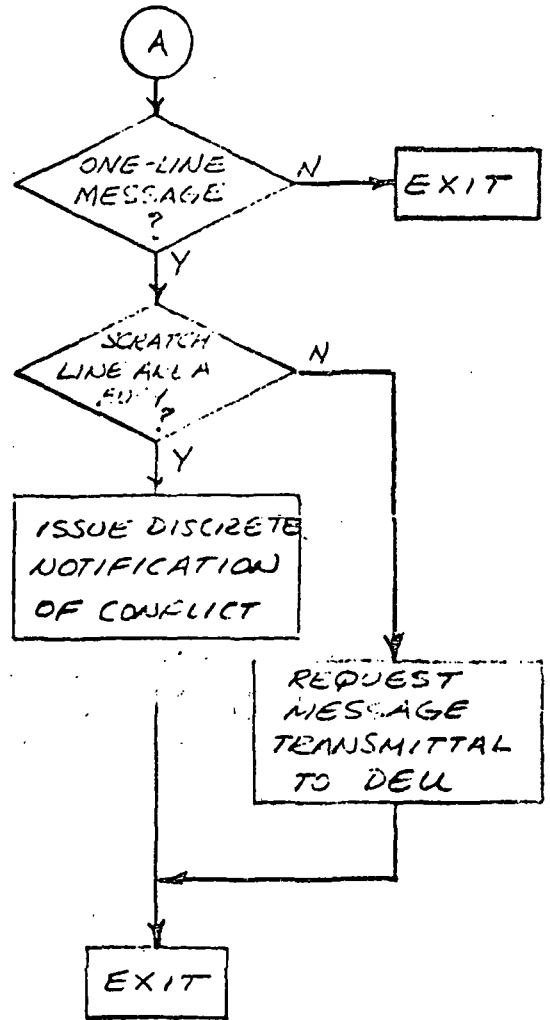 A
ONE-LINE
MESSAGE
?
N
EXIT
Y
SCRATCH
LINE
?
N
Y
ISSUE DISCRETE
NOTIFICATION
OF CONFLICT
REQUEST
MESSAGE
TRANSMITTAL
TO DEU
EXIT